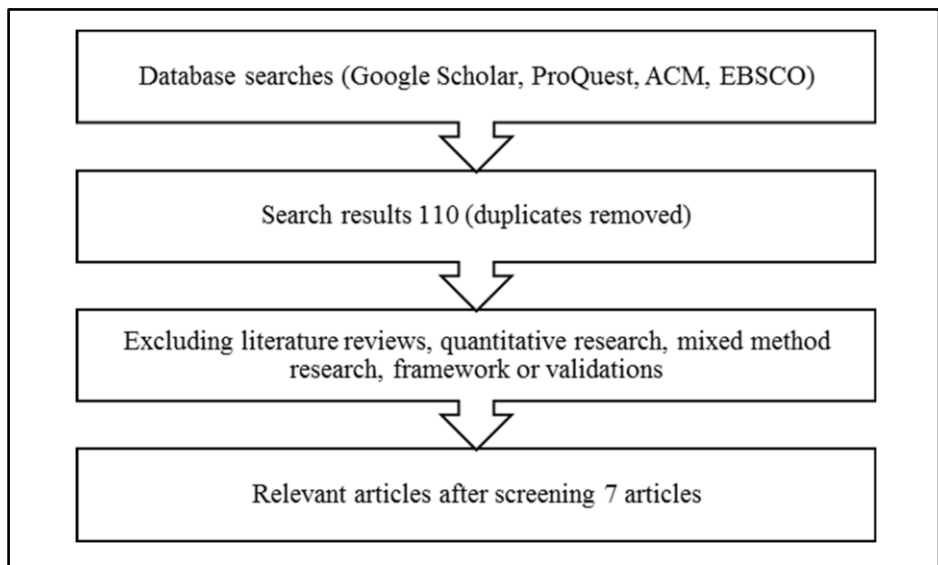 Database searches (Google Scholar, ProQuest, ACM, EBSCO)
Search results 110 (duplicates removed)
Excluding literature reviews, quantitative research, mixed method
research, framework or validations
Relevant articles after screening 7 articles